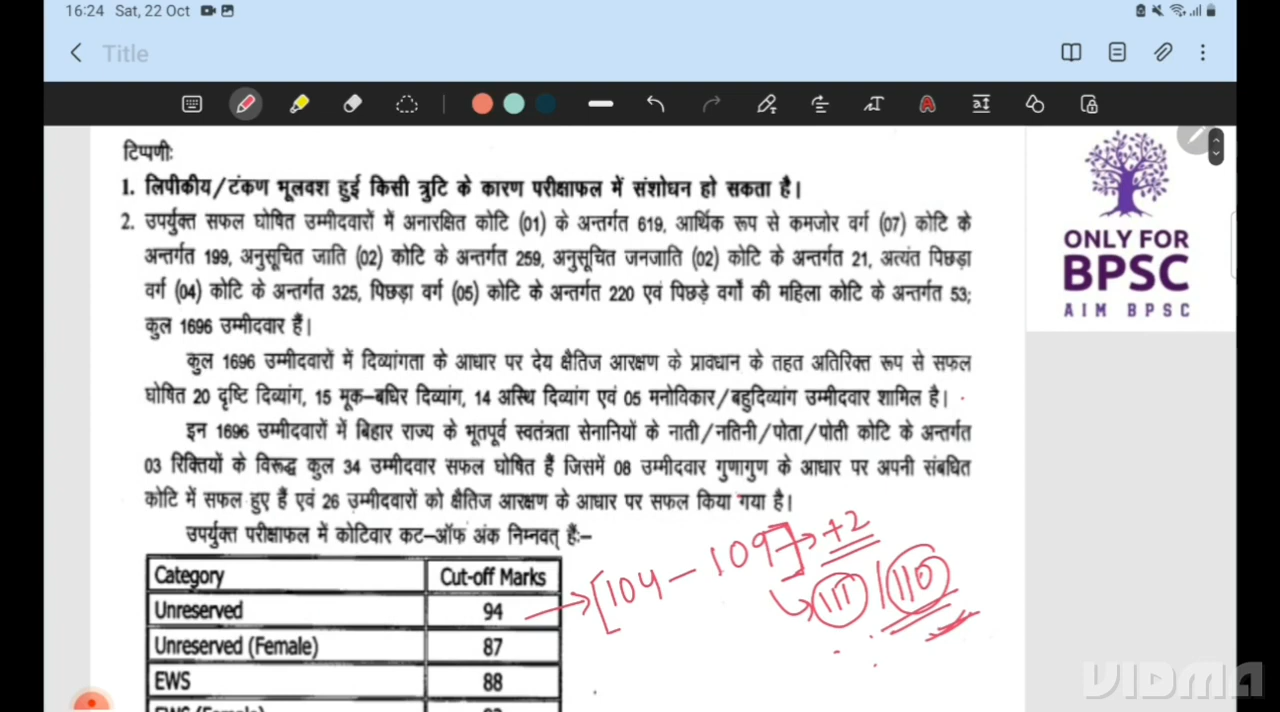 16:24 Sat, 22 Oct
Title
टिप्पणीः
1. लिपीकीय/टंकण भूलवश हुई किसी त्रुटि के कारण परीक्षाफल में संशोधन हो सकता है।
2. उपर्युक्त सफल घोषित उम्मीदवारों में अनारक्षित कोटि (01) के अन्तर्गत 619, आर्थिक रूप से कमजोर वर्ग (07) कोटि के
अन्तर्गत 199, अनुसूचित जाति (02) कोटि के अन्तर्गत 259, अनुसूचित जनजाति (02) कोटि के अन्तर्गत 21, अत्यंत पिछड़ा
वर्ग (04) कोटि के अन्तर्गत 325, पिछड़ा वर्ग (05) कोटि के अन्तर्गत 220 एवं पिछड़े वर्गों की महिला कोटि के अन्तर्गत 53;
कुल 1696 उम्मीदवार हैं।
कुल 1696 उम्मीदवारों में दिव्यांगता के आधार पर देय क्षैतिज आरक्षण के प्रावधान के तहत अतिरिक्त रूप से सफल
घोषित 20 दृष्टि दिव्यांग, 15 मूक-बधिर दिव्यांग, 14 अस्थि दिव्यांग एवं 05 मनोविकार/बहुदिव्यांग उम्मीदवार शामिल है।
इन 1696 उम्मीदवारों में बिहार राज्य के भूतपूर्व स्वतंत्रता सेनानियों के नाती/नतिनी/पोता/पोती कोटि के अन्तर्गत
03 रिक्तियों के विरूद्ध कुल 34 उम्मीदवार सफल घोषित हैं जिसमें 08 उम्मीदवार गुणागुण के आधार पर अपनी संबधित
कोटि में सफल हुए हैं एवं 26 उम्मीदवारों को क्षैतिज आरक्षण के आधार पर सफल किया गया है।
उपर्युक्त परीक्षाफल में कोटिवार कट-ऑफ अंक निम्नवत् हैः-
Category Cut-off Marks
Unreserved 94 → [104 – 109] → +2
↳ 111 / 110
Unreserved (Female) 87
EWS 88
ONLY FOR
BPSC
AIM BPSC
VIDMA